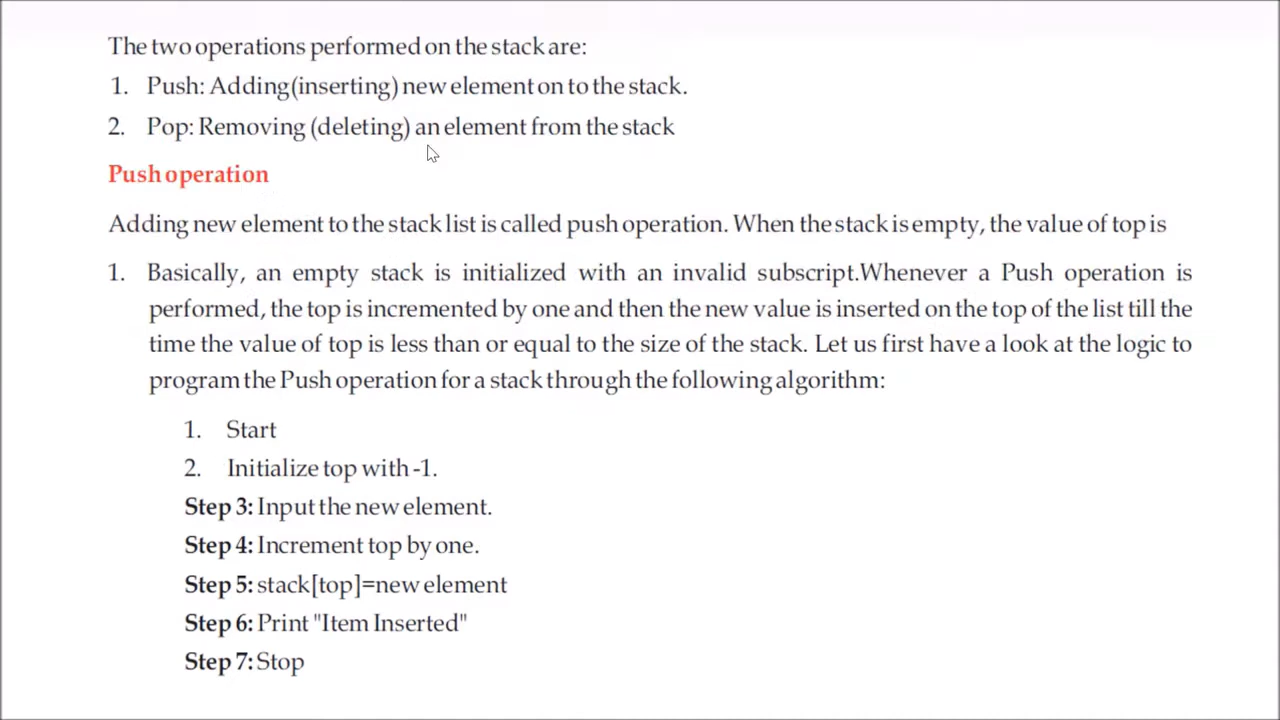 The two operations performed on the stack are:
1. Push: Adding(inserting) new element on to the stack.
2. Pop: Removing (deleting) an element from the stack
Push operation
Adding new element to the stack list is called push operation. When the stack is empty, the value of top is
1. Basically, an empty stack is initialized with an invalid subscript.Whenever a Push operation is
performed, the top is incremented by one and then the new value is inserted on the top of the list till the
time the value of top is less than or equal to the size of the stack. Let us first have a look at the logic to
program the Push operation for a stack through the following algorithm:
1. Start
2. Initialize top with -1.
Step 3: Input the new element.
Step 4: Increment top by one.
Step 5: stack[top]=new element
Step 6: Print "Item Inserted"
Step 7: Stop